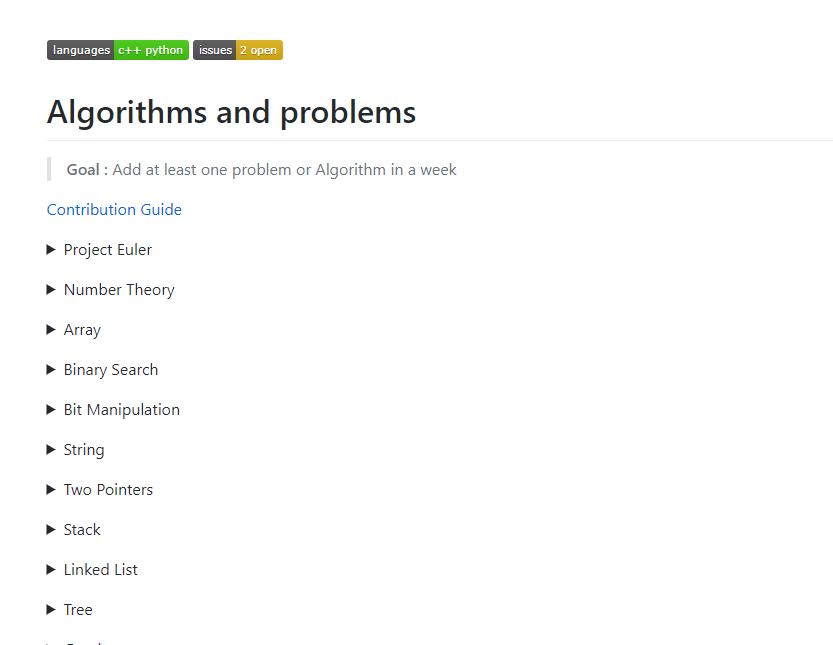 languages c++ python issues 2 open
Algorithms and problems
Goal : Add at least one problem or Algorithm in a week
Contribution Guide
Project Euler
Number Theory
Array
Binary Search
Bit Manipulation
String
Two Pointers
Stack
Linked List
Tree